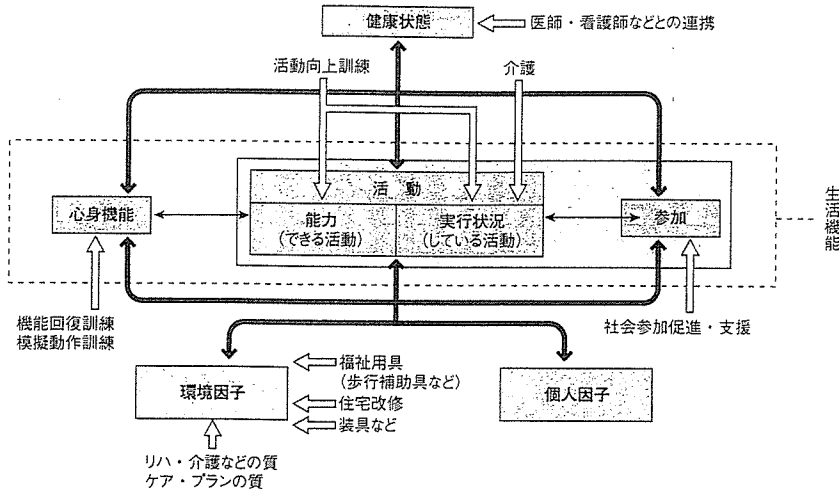 健康状態
医師・看護師などとの連携
活動向上訓練
介護
活 動
心身機能
能力
(できる活動)
実行状況
(している活動)
参加
生活機能
機能回復訓練
模擬動作訓練
社会参加促進・支援
環境因子
福祉用具
(歩行補助具など)
住宅改修
装具など
個人因子
リハ・介護などの質
ケア・プランの質